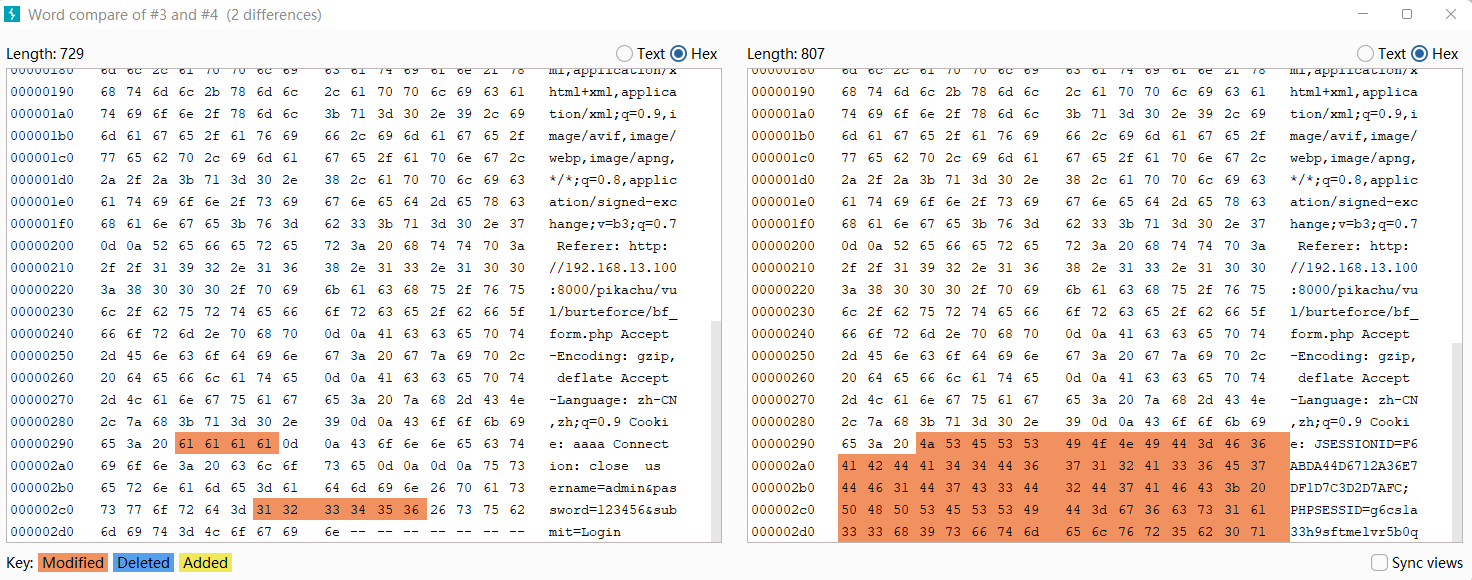 Word compare of #3 and #4 (2 differences)
Length: 729
Text Hex
00000180 6d 6c 2c 61 70 70 6c 69 63 61 74 69 6f 6e 2f 78 ml,application/x
00000190 68 74 6d 6c 2b 78 6d 6c 2c 61 70 70 6c 69 63 61 html+xml,applica
000001a0 74 69 6f 6e 2f 78 6d 6c 3b 71 3d 30 2e 39 2c 69 tion/xml;q=0.9,i
000001b0 6d 61 67 65 2f 61 76 69 66 2c 69 6d 61 67 65 2f mage/avif,image/
000001c0 77 65 62 70 2c 69 6d 61 67 65 2f 61 70 6e 67 2c webp,image/apng,
000001d0 2a 2f 2a 3b 71 3d 30 2e 38 2c 61 70 70 6c 69 63 */*;q=0.8,applic
000001e0 61 74 69 6f 6e 2f 73 69 67 6e 65 64 2d 65 78 63 ation/signed-exc
000001f0 68 61 6e 67 65 3b 76 3d 62 33 3b 71 3d 30 2e 37 hange;v=b3;q=0.7
00000200 0d 0a 52 65 66 65 72 65 72 3a 20 68 74 74 70 3a Referer: http:
00000210 2f 2f 31 39 32 2e 31 36 38 2e 31 33 2e 31 30 30 //192.168.13.100
00000220 3a 38 30 30 30 2f 70 69 6b 61 63 68 75 2f 76 75 :8000/pikachu/vu
00000230 6c 2f 62 75 72 74 65 66 6f 72 63 65 2f 62 66 5f l/burteforce/bf_
00000240 66 6f 72 6d 2e 70 68 70 0d 0a 41 63 63 65 70 74 form.php Accept
00000250 2d 45 6e 63 6f 64 69 6e 67 3a 20 67 7a 69 70 2c -Encoding: gzip,
00000260 20 64 65 66 6c 61 74 65 0d 0a 41 63 63 65 70 74 deflate Accept
00000270 2d 4c 61 6e 67 75 61 67 65 3a 20 7a 68 2d 43 4e -Language: zh-CN
00000280 2c 7a 68 3b 71 3d 30 2e 39 0d 0a 43 6f 6f 6b 69 ,zh;q=0.9 Cooki
00000290 65 3a 20 61 61 61 61 0d 0a 43 6f 6e 6e 65 63 74 e: aaaa Connect
000002a0 69 6f 6e 3a 20 63 6c 6f 73 65 0d 0a 0d 0a 75 73 ion: close us
000002b0 65 72 6e 61 6d 65 3d 61 64 6d 69 6e 26 70 61 73 ername=admin&pas
000002c0 73 77 6f 72 64 3d 31 32 33 34 35 36 26 73 75 62 sword=123456&sub
000002d0 6d 69 74 3d 4c 6f 67 69 6e -- -- -- -- -- -- -- mit=Login
Length: 807
Text Hex
00000180 6d 6c 2c 61 70 70 6c 69 63 61 74 69 6f 6e 2f 78 ml,application/x
00000190 68 74 6d 6c 2b 78 6d 6c 2c 61 70 70 6c 69 63 61 html+xml,applica
000001a0 74 69 6f 6e 2f 78 6d 6c 3b 71 3d 30 2e 39 2c 69 tion/xml;q=0.9,i
000001b0 6d 61 67 65 2f 61 76 69 66 2c 69 6d 61 67 65 2f mage/avif,image/
000001c0 77 65 62 70 2c 69 6d 61 67 65 2f 61 70 6e 67 2c webp,image/apng,
000001d0 2a 2f 2a 3b 71 3d 30 2e 38 2c 61 70 70 6c 69 63 */*;q=0.8,applic
000001e0 61 74 69 6f 6e 2f 73 69 67 6e 65 64 2d 65 78 63 ation/signed-exc
000001f0 68 61 6e 67 65 3b 76 3d 62 33 3b 71 3d 30 2e 37 hange;v=b3;q=0.7
00000200 0d 0a 52 65 66 65 72 65 72 3a 20 68 74 74 70 3a Referer: http:
00000210 2f 2f 31 39 32 2e 31 36 38 2e 31 33 2e 31 30 30 //192.168.13.100
00000220 3a 38 30 30 30 2f 70 69 6b 61 63 68 75 2f 76 75 :8000/pikachu/vu
00000230 6c 2f 62 75 72 74 65 66 6f 72 63 65 2f 62 66 5f l/burteforce/bf_
00000240 66 6f 72 6d 2e 70 68 70 0d 0a 41 63 63 65 70 74 form.php Accept
00000250 2d 45 6e 63 6f 64 69 6e 67 3a 20 67 7a 69 70 2c -Encoding: gzip,
00000260 20 64 65 66 6c 61 74 65 0d 0a 41 63 63 65 70 74 deflate Accept
00000270 2d 4c 61 6e 67 75 61 67 65 3a 20 7a 68 2d 43 4e -Language: zh-CN
00000280 2c 7a 68 3b 71 3d 30 2e 39 0d 0a 43 6f 6f 6b 69 ,zh;q=0.9 Cooki
00000290 65 3a 20 4a 53 45 53 53 49 4f 4e 49 44 3d 46 36 e: JSESSIONID=F6
000002a0 41 42 44 41 34 34 44 36 37 31 32 41 33 36 45 37 ABDA44D6712A36E7
000002b0 44 46 31 44 37 43 33 44 32 44 37 41 46 43 3b 20 DF1D7C3D2D7AFC;
000002c0 50 48 50 53 45 53 53 49 44 3d 67 36 63 73 31 61 PHPSESSID=g6cs1a
000002d0 33 33 68 39 73 66 74 6d 65 6c 76 72 35 62 30 71 33h9sftmelvr5b0q
Key: Modified Deleted Added
Sync views